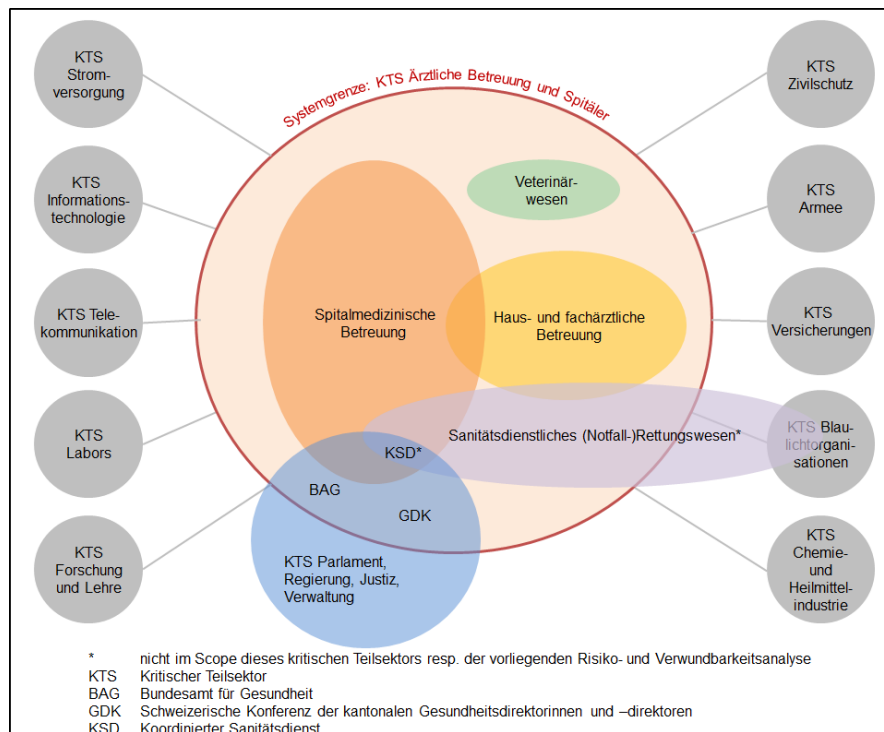 Systemgrenze: KTS Ärztliche Betreuung und Spitäler
KTS
Strom-
versorgung
KTS
Informations-
technologie
KTS Tele-
kommunikation
KTS
Labors
KTS
Forschung
und Lehre
Veterinär-
wesen
Spitalmedizinische
Betreuung
Haus- und fachärztliche
Betreuung
Sanitätsdienstliches (Notfall-)Rettungswesen*
KSD*
BAG
GDK
KTS Parlament,
Regierung, Justiz,
Verwaltung
KTS
Zivilschutz
KTS
Armee
KTS
Versicherungen
KTS Blau-
lichtorgani-
sationen
KTS
Chemie-
und
Heilmittel-
industrie
* nicht im Scope dieses kritischen Teilsektors resp. der vorliegenden Risiko- und Verwundbarkeitsanalyse
KTS Kritischer Teilsektor
BAG Bundesamt für Gesundheit
GDK Schweizerische Konferenz der kantonalen Gesundheitsdirektorinnen und –direktoren
KSD Koordinierter Sanitätsdienst